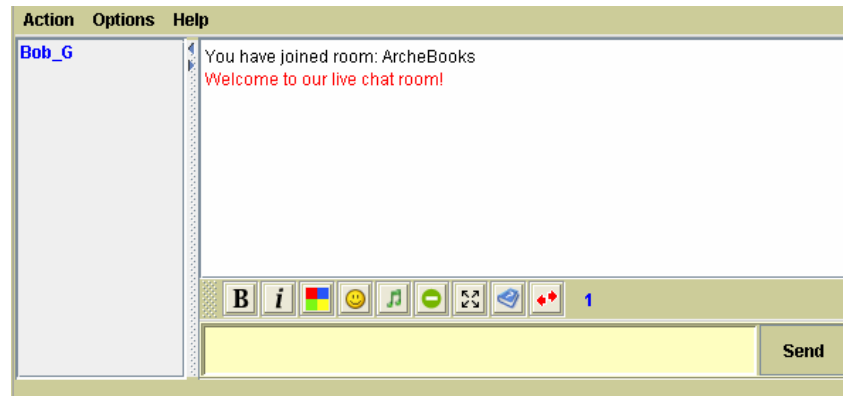 Action Options Help
Bob_G
You have joined room: ArcheBooks
Welcome to our live chat room!
B i 1
Send